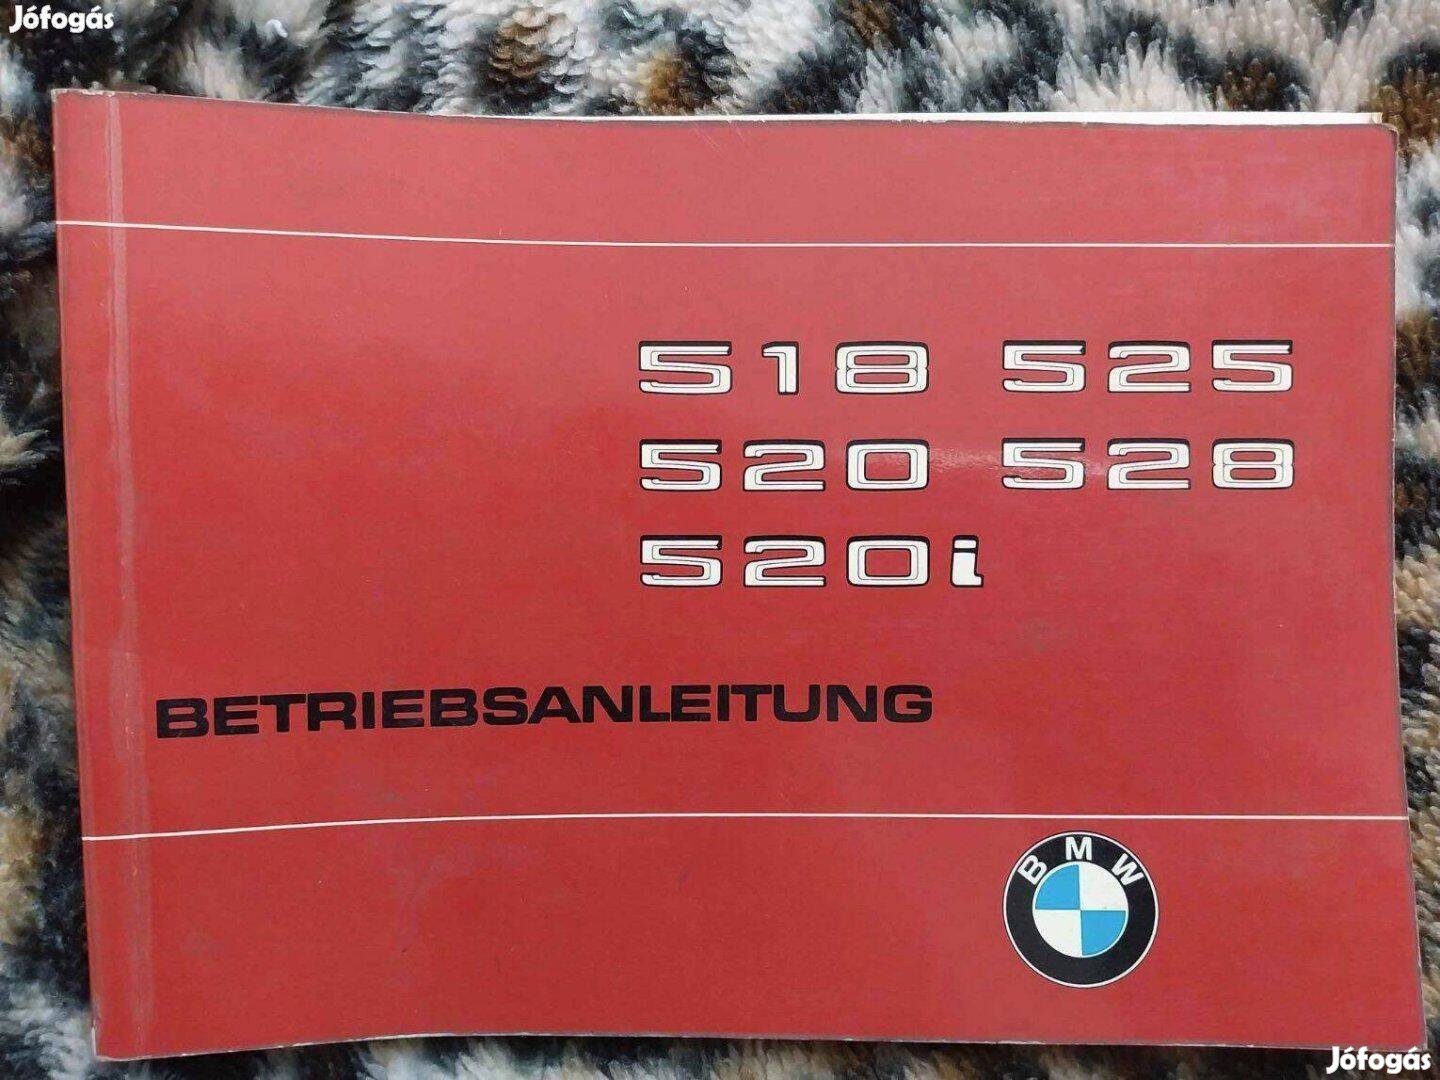 Jófogás
518 525
520 528
520i
BETRIEBSANLEITUNG
BMW
Jófogás